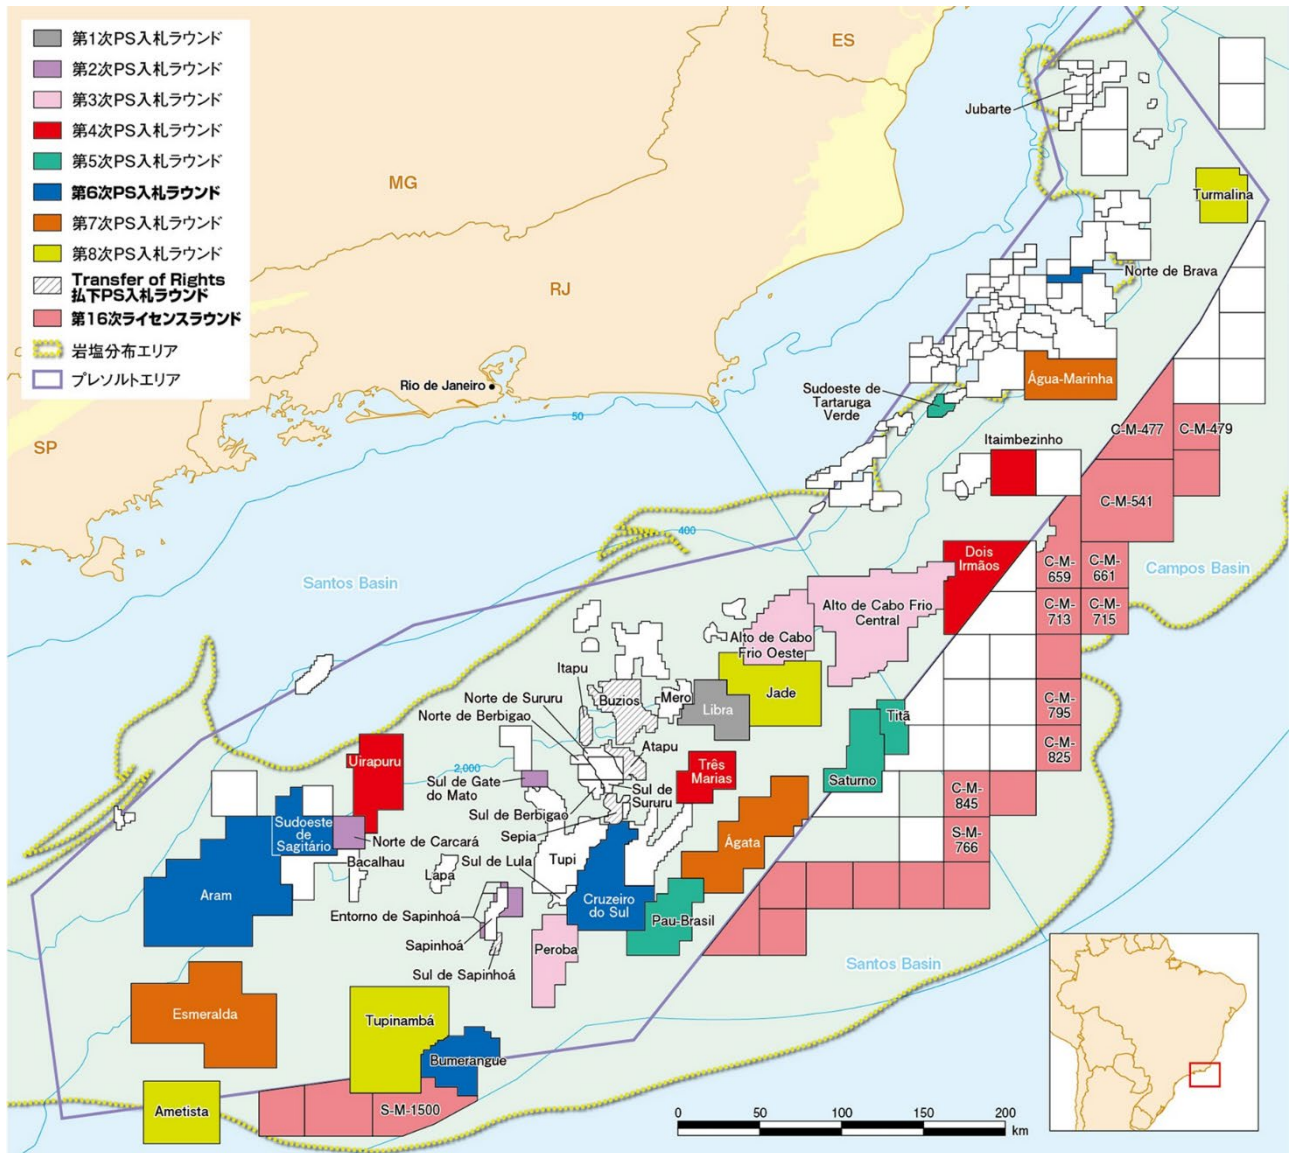 第1次PS入札ラウンド
第2次PS入札ラウンド
第3次PS入札ラウンド
第4次PS入札ラウンド
第5次PS入札ラウンド
第6次PS入札ラウンド
第7次PS入札ラウンド
第8次PS入札ラウンド
Transfer of Rights
払下PS入札ラウンド
第16次ライセンスラウンド
岩塩分布エリア
プレソルトエリア
ES
MG
RJ
SP
Rio de Janeiro
50
400
2,000
Jubarte
Turmalina
Norte de Brava
Água-Marinha
Sudoeste de
Tartaruga
Verde
C-M-477
C-M-479
Itaimbezinho
C-M-541
Santos Basin
Campos Basin
Dois
Irmãos
C-M-
659
C-M-
661
C-M-
713
C-M-
715
Alto de Cabo Frio
Central
Alto de Cabo
Frio Oeste
Itapu
Norte de Sururu
Norte de Berbigao
Buzios
Mero
Libra
Jade
Titã
C-M-
795
C-M-
825
Atapu
Uirapuru
Sul de Gate
do Mato
Sul de Berbigao
Sul de
Sururu
Três
Marias
Saturno
C-M-
845
S-M-
766
Sudoeste
de
Sagitário
Norte de Carcará
Bacalhau
Sepia
Sul de Lula
Tupi
Lapa
Ágata
Aram
Entorno de Sapinhoá
Cruzeiro
do Sul
Pau-Brasil
Sapinhoá
Sul de Sapinhoá
Peroba
Santos Basin
Esmeralda
Tupinambá
Bumerangue
Ametista
S-M-1500
0
50
100
150
200
km